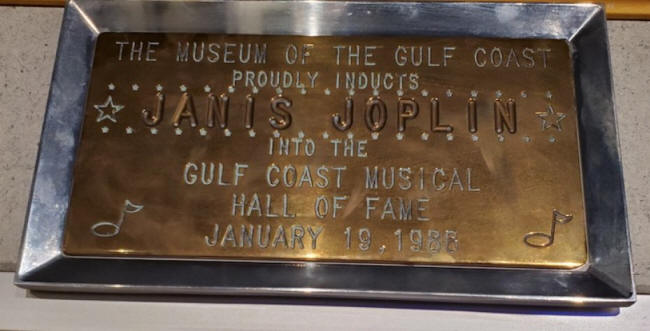 THE MUSEUM OF THE GULF COAST
PROUDLY INDUCTS
JANIS JOPLIN
INTO THE
GULF COAST MUSICAL
HALL OF FAME
JANUARY 19,